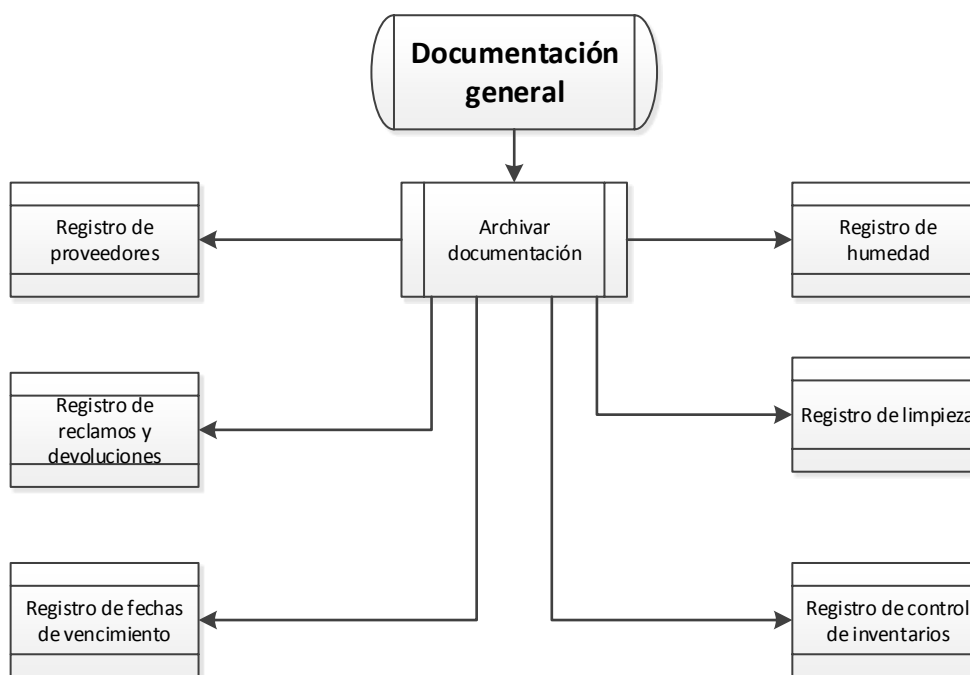 Documentación
general
Archivar
documentación
Registro de
proveedores
Registro de
humedad
Registro de
reclamos y
devoluciones
Registro de limpieza
Registro de fechas
de vencimiento
Registro de control
de inventarios